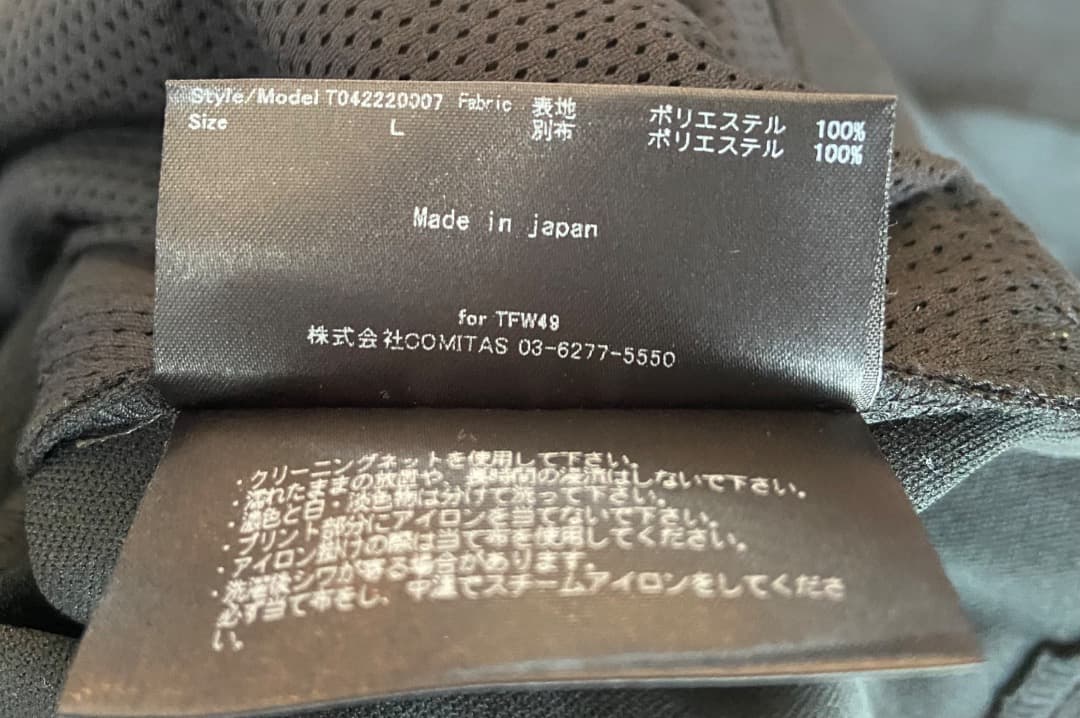 Style/Model T042220007 Fabric 表地 ポリエステル 100%
Size L 別布 ポリエステル 100%
Made in japan
for TFW49
株式会社COMITAS 03-6277-5550
・クリーニングネットを使用して下さい。
・濡れたままの放置や、長時間の浸漬はしないで下さい。
・濃色と白・淡色物は分けて洗って下さい。
・プリント部分にアイロンを当てないで下さい。
・アイロン掛けの際は当て布を使用してください。
・洗濯後シワが寄る場合があります。
必ず当て布をし、中温でスチームアイロンをしてくださ
い。